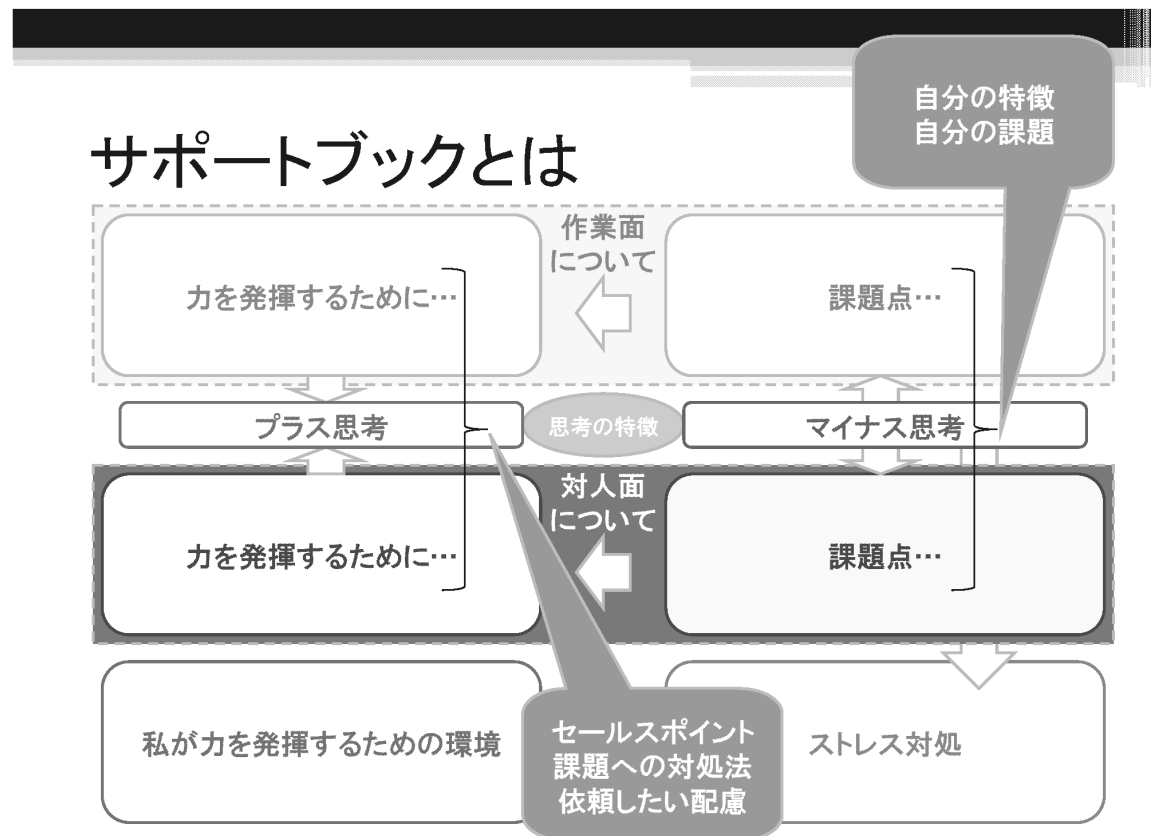 自分の特徴
自分の課題
サポートブックとは
作業面
について
力を発揮するために…
課題点…
プラス思考
思考の特徴
マイナス思考
対人面
について
力を発揮するために…
課題点…
私が力を発揮するための環境
セールスポイント
課題への対処法
依頼したい配慮
ストレス対処